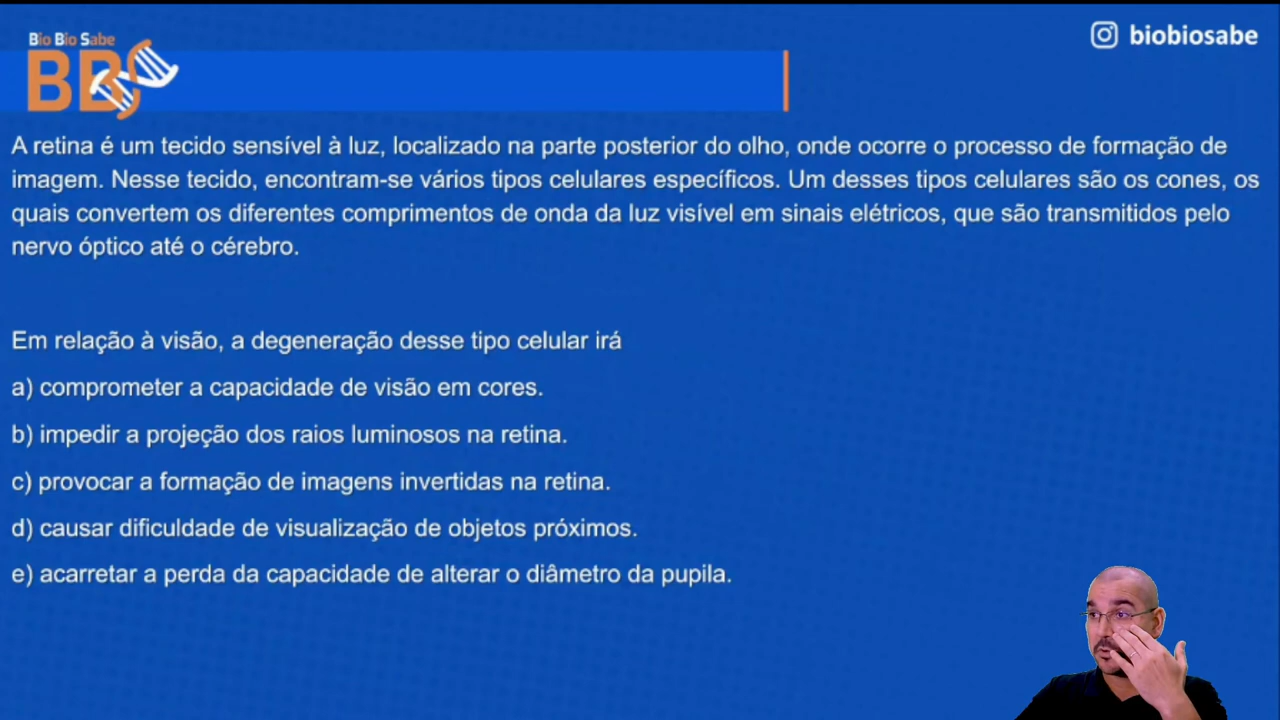 Bio Bio Sabe
BBS
biobiosabe
A retina é um tecido sensível à luz, localizado na parte posterior do olho, onde ocorre o processo de formação de
imagem. Nesse tecido, encontram-se vários tipos celulares específicos. Um desses tipos celulares são os cones, os
quais convertem os diferentes comprimentos de onda da luz visível em sinais elétricos, que são transmitidos pelo
nervo óptico até o cérebro.
Em relação à visão, a degeneração desse tipo celular irá
a) comprometer a capacidade de visão em cores.
b) impedir a projeção dos raios luminosos na retina.
c) provocar a formação de imagens invertidas na retina.
d) causar dificuldade de visualização de objetos próximos.
e) acarretar a perda da capacidade de alterar o diâmetro da pupila.